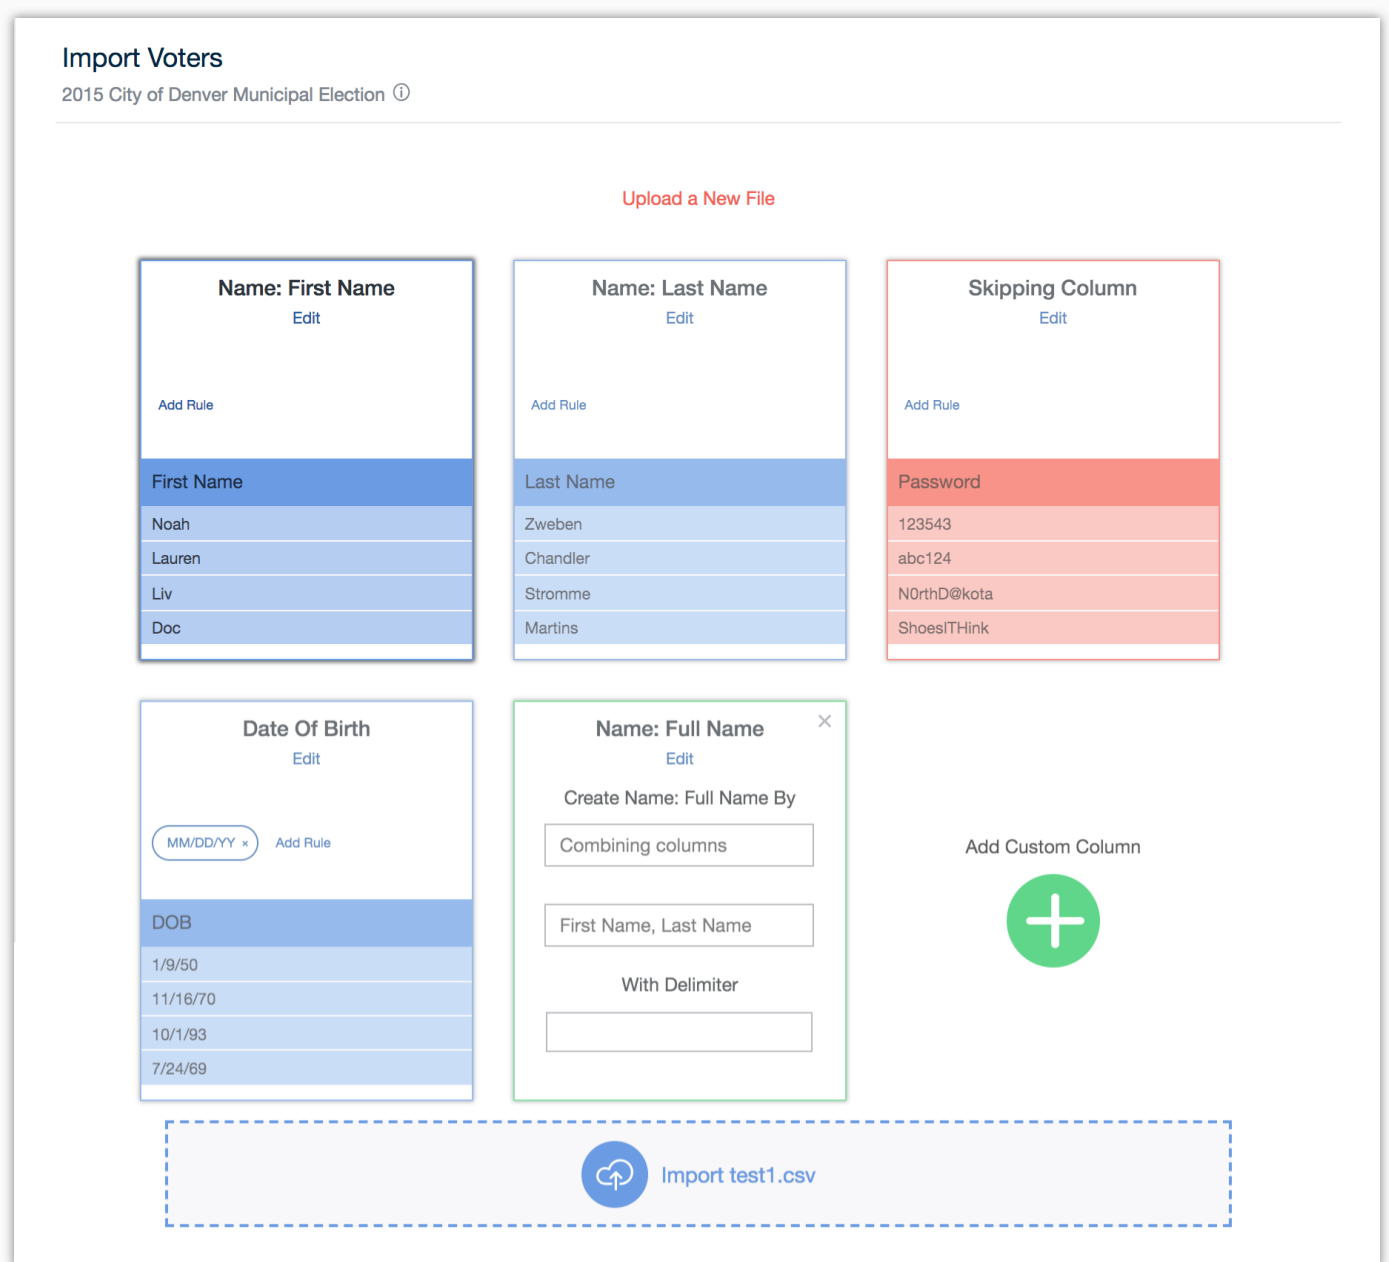 Import Voters
2015 City of Denver Municipal Election
Upload a New File
Name: First Name
Edit
Add Rule
First Name
Noah
Lauren
Liv
Doc
Name: Last Name
Edit
Add Rule
Last Name
Zweben
Chandler
Stromme
Martins
Skipping Column
Edit
Add Rule
Password
123543
abc124
N0rthD@kota
ShoesITHink
Date Of Birth
Edit
MM/DD/YY × Add Rule
DOB
1/9/50
11/16/70
10/1/93
7/24/69
Name: Full Name
Edit
Create Name: Full Name By
Combining columns
First Name, Last Name
With Delimiter
Add Custom Column
Import test1.csv